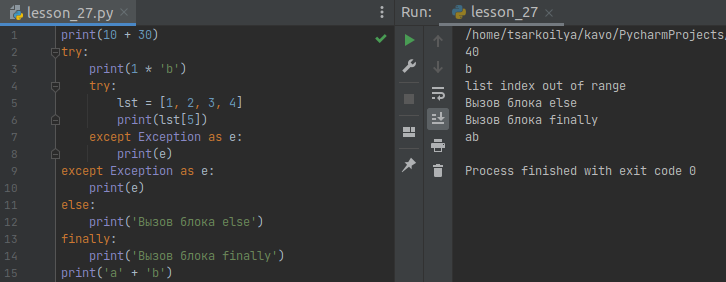 lesson_27.py
1 print(10 + 30)
2 try:
3     print(1 * 'b')
4     try:
5         lst = [1, 2, 3, 4]
6         print(lst[5])
7     except Exception as e:
8         print(e)
9 except Exception as e:
10     print(e)
11 else:
12     print('Вызов блока else')
13 finally:
14     print('Вызов блока finally')
15 print('a' + 'b')
Run: lesson_27
/home/tsarkoilya/kavo/PycharmProjects/
40
b
list index out of range
Вызов блока else
Вызов блока finally
ab
Process finished with exit code 0